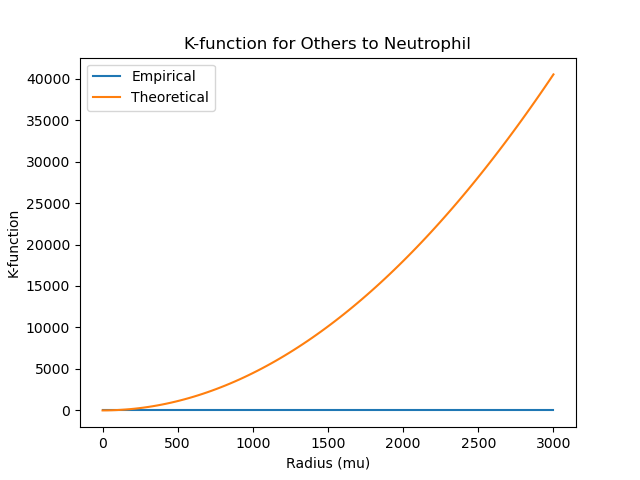 K-function for Others to Neutrophil
Empirical
Theoretical
40000
35000
30000
25000
20000
15000
10000
5000
0
K-function
0 500 1000 1500 2000 2500 3000
Radius (mu)